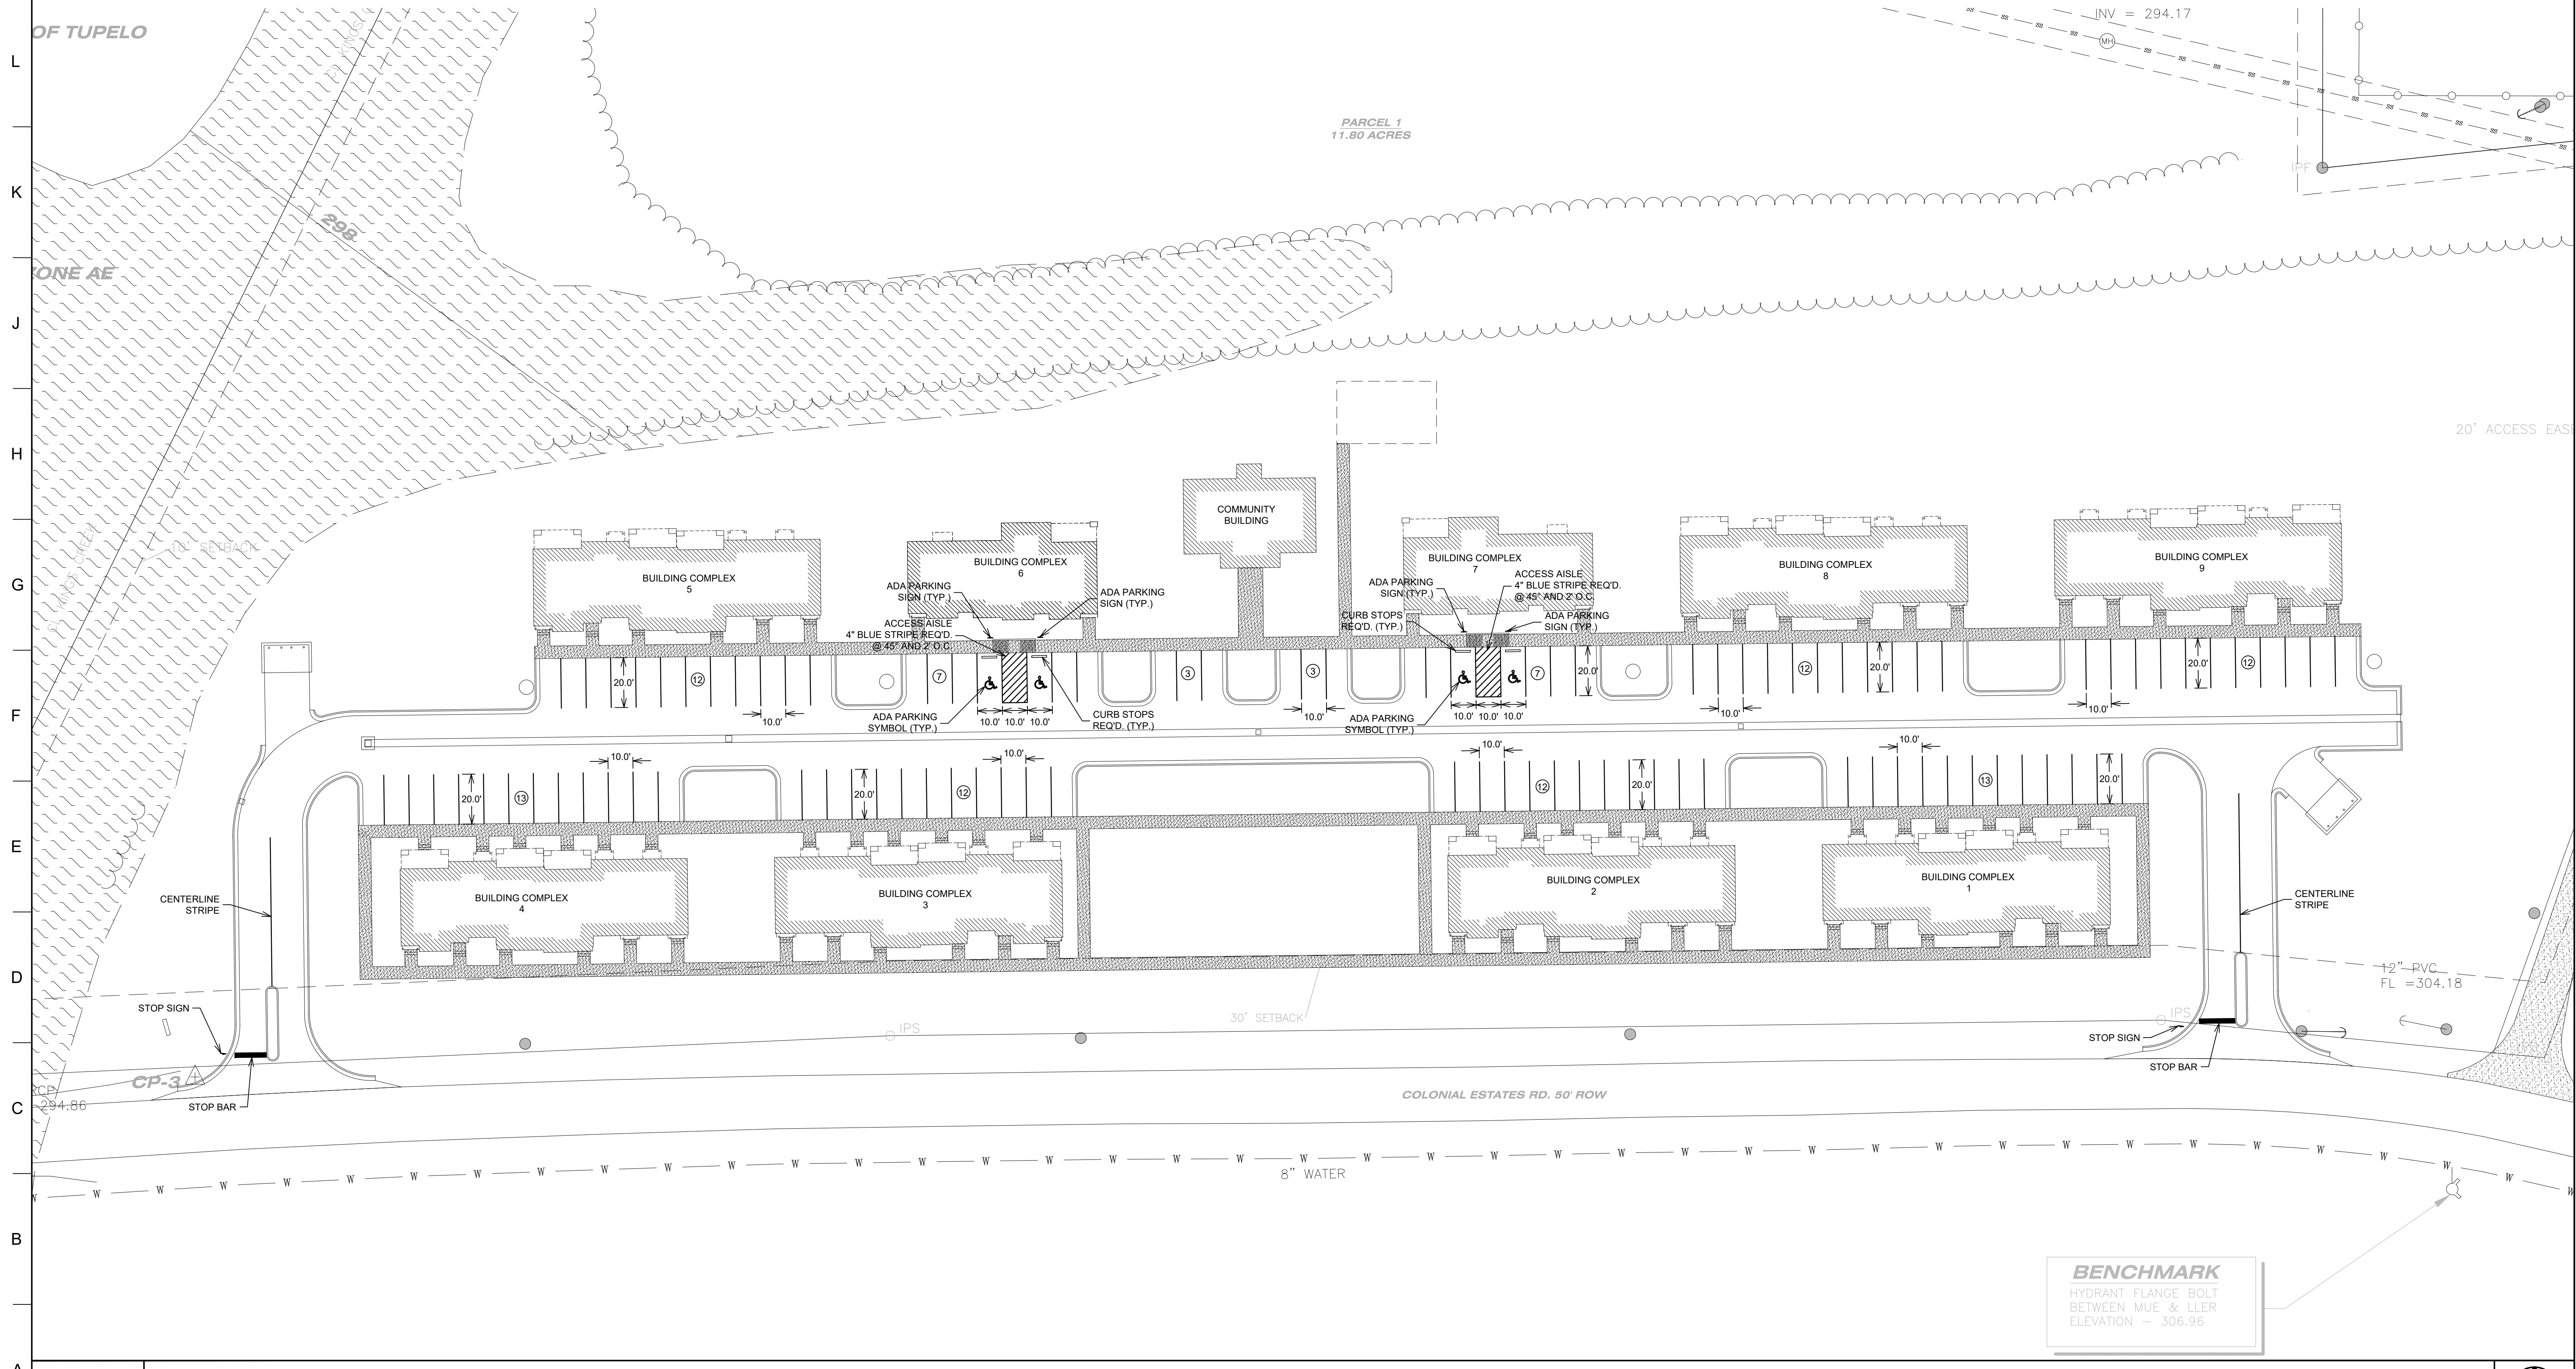 OF TUPELO
INV = 294.17
L
MH
PARCEL 1
11.80 ACRES
IPF
K
298
ZONE AE
J
20' ACCESS EASE
H
10' SETBACK
COMMUNITY
BUILDING
BUILDING COMPLEX
5
BUILDING COMPLEX
6
BUILDING COMPLEX
7
BUILDING COMPLEX
8
BUILDING COMPLEX
9
G
ADA PARKING
SIGN (TYP.)
ADA PARKING
SIGN (TYP.)
ACCESS AISLE
4" BLUE STRIPE REQ'D.
@ 45° AND 2' O.C.
ADA PARKING
SIGN (TYP.)
CURB STOPS
REQ'D. (TYP.)
ACCESS AISLE
4" BLUE STRIPE REQ'D.
@ 45° AND 2' O.C.
ADA PARKING
SIGN (TYP.)
20.0'
12
7
3
3
7
20.0'
12
20.0'
20.0'
12
F
10.0'
ADA PARKING
SYMBOL (TYP.)
10.0'
10.0'
10.0'
CURB STOPS
REQ'D. (TYP.)
10.0'
ADA PARKING
SYMBOL (TYP.)
10.0'
10.0'
10.0'
10.0'
10.0'
10.0'
10.0'
10.0'
10.0'
20.0'
13
20.0'
12
12
20.0'
13
20.0'
E
BUILDING COMPLEX
4
BUILDING COMPLEX
3
BUILDING COMPLEX
2
BUILDING COMPLEX
1
CENTERLINE
STRIPE
CENTERLINE
STRIPE
D
12" PVC
FL =304.18
STOP SIGN
30' SETBACK
IPS
IPS
STOP SIGN
STOP BAR
CP-3
RCP
294.86
STOP BAR
COLONIAL ESTATES RD. 50' ROW
C
W W W W W W W W W W W W W W W W W W W W W W W W W W W W W W W W W W W W W W W W W
8" WATER
B
BENCHMARK
HYDRANT FLANGE BOLT
BETWEEN MUE & LLER
ELEVATION - 306.96
A